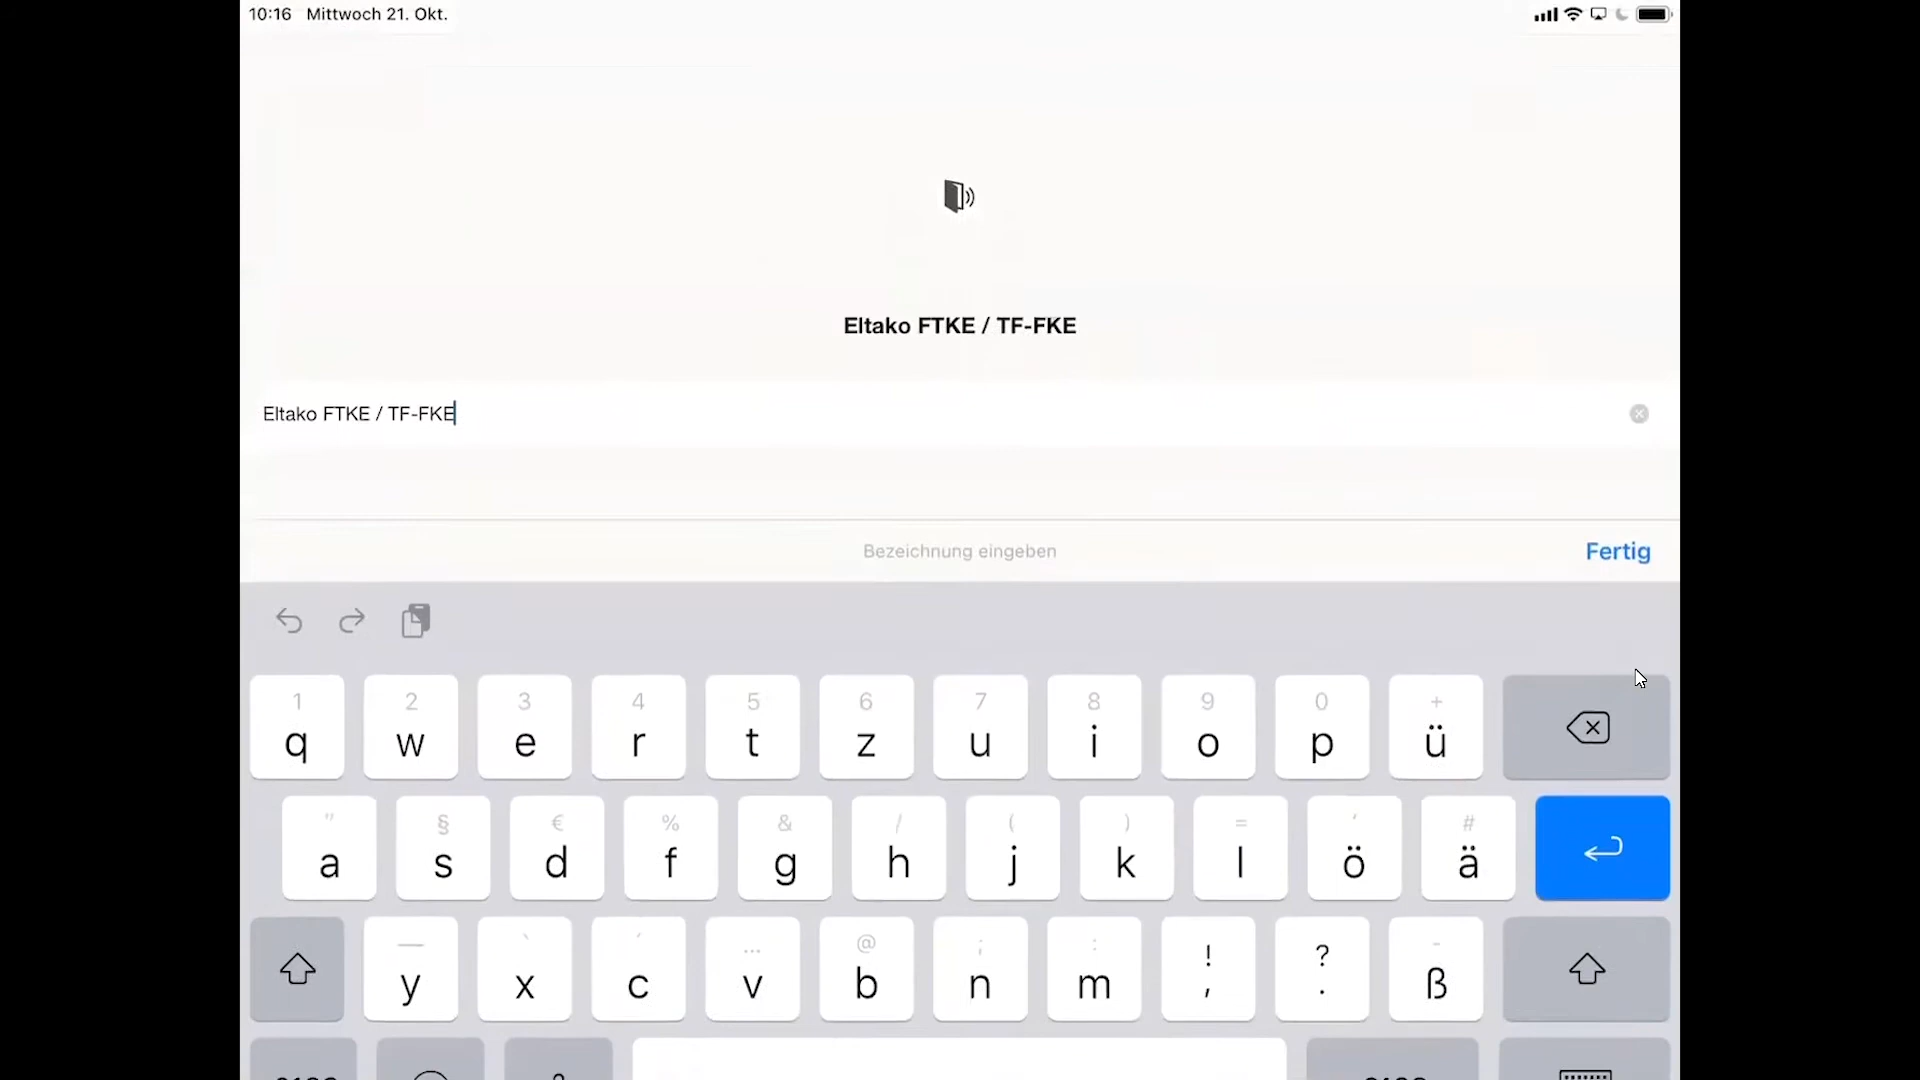 10:16 Mittwoch 21. Okt.
Eltako FTKE / TF-FKE
Eltako FTKE / TF-FKE
Bezeichnung eingeben
Fertig
1 2 3 4 5 6 7 8 9 0 +
q w e r t z u i o p ü
" § € % & / ( ) = ' #
a s d f g h j k l ö ä
— ` ´ ... @ ; : ! ? -
y x c v b n m , . ß